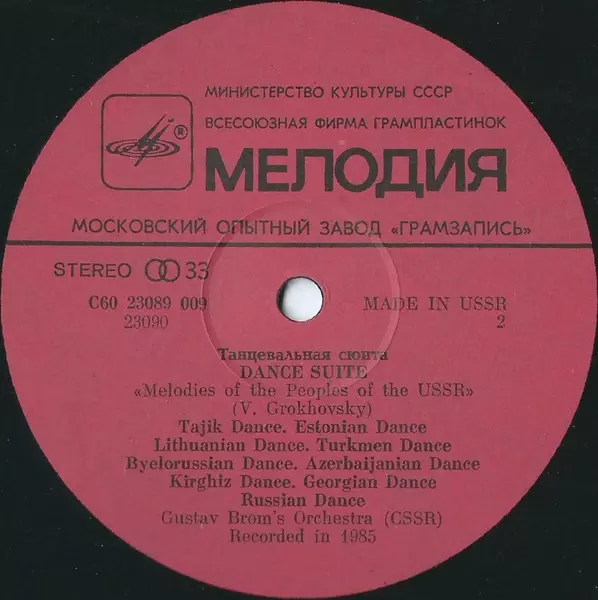 МИНИСТЕРСТВО КУЛЬТУРЫ СССР
ВСЕСОЮЗНАЯ ФИРМА ГРАМПЛАСТИНОК
®
МЕЛОДИЯ
МОСКОВСКИЙ ОПЫТНЫЙ ЗАВОД «ГРАМЗАПИСЬ»
STEREO 33
С60 23089 009 MADE IN USSR
23090 2
Танцевальная сюита
DANCE SUITE
«Melodies of the Peoples of the USSR»
(V. Grokhovsky)
Tajik Dance. Estonian Dance
Lithuanian Dance. Turkmen Dance
Byelorussian Dance. Azerbaijanian Dance
Kirghiz Dance. Georgian Dance
Russian Dance
Gustav Brom's Orchestra (CSSR)
Recorded in 1985